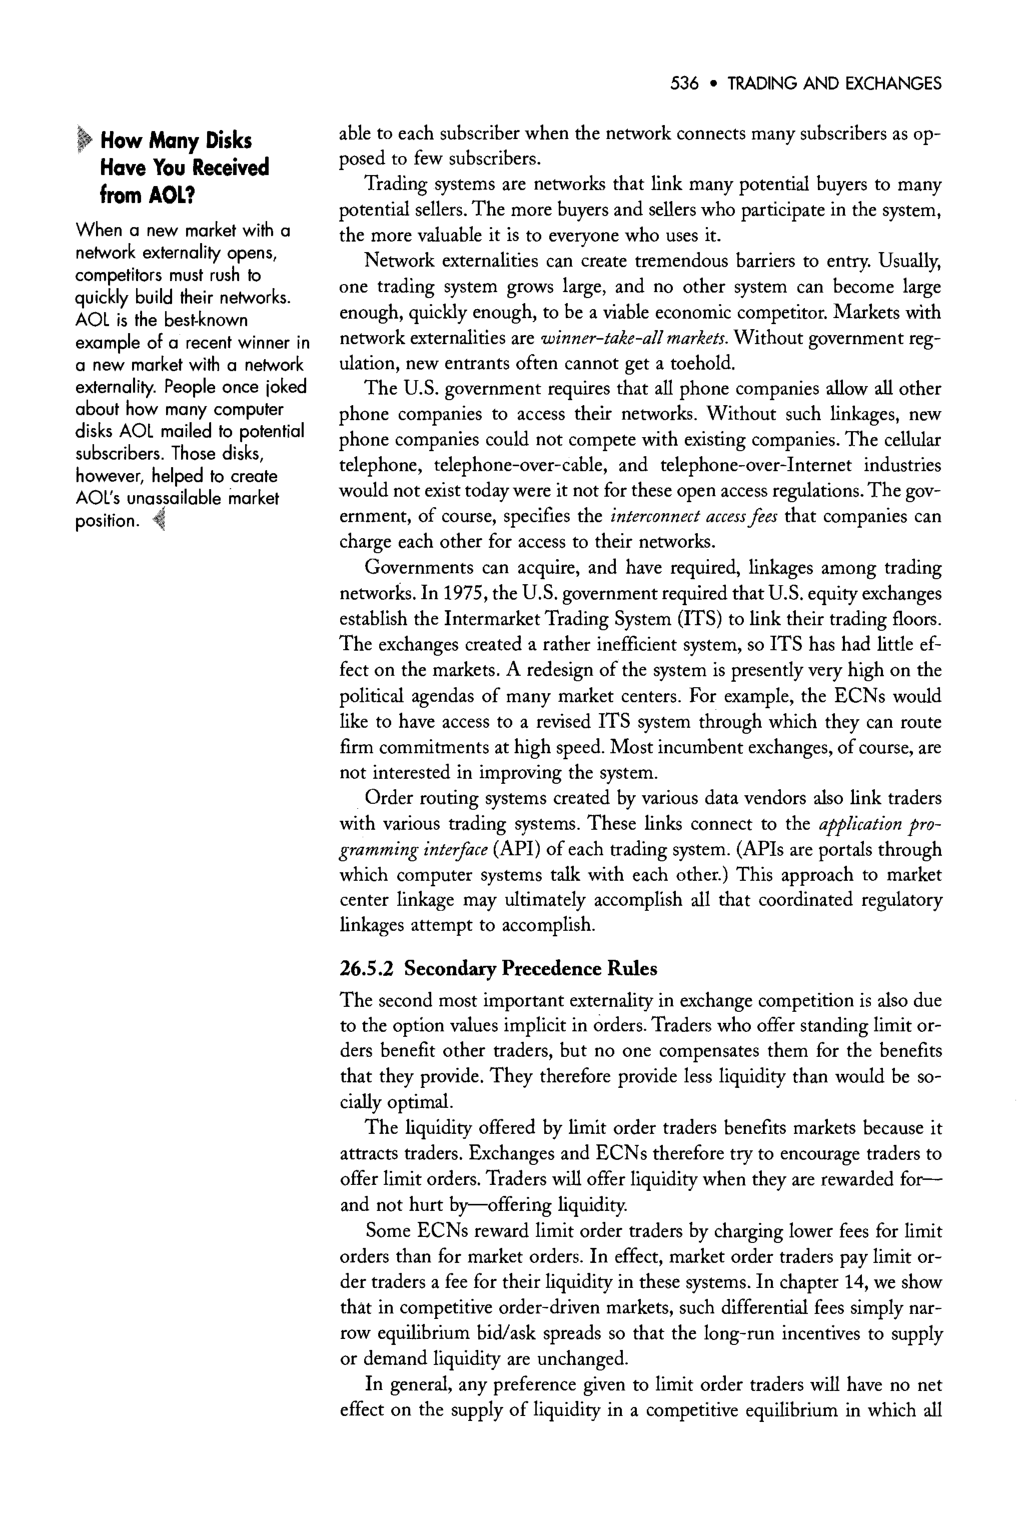 536 • TRADING AND EXCHANGES
How Many Disks
Have You Received
from AOL?
When a new market with a
network externality opens,
competitors must rush to
quickly build their networks.
AOL is the best-known
example of a recent winner in
a new market with a network
externality. People once joked
about how many computer
disks AOL mailed to potential
subscribers. Those disks,
however, helped to create
AOL's unassailable market
position.
able to each subscriber when the network connects many subscribers as op-
posed to few subscribers.
Trading systems are networks that link many potential buyers to many
potential sellers. The more buyers and sellers who participate in the system,
the more valuable it is to everyone who uses it.
Network externalities can create tremendous barriers to entry. Usually,
one trading system grows large, and no other system can become large
enough, quickly enough, to be a viable economic competitor. Markets with
network externalities are winner-take-all markets. Without government reg-
ulation, new entrants often cannot get a toehold.
The U.S. government requires that all phone companies allow all other
phone companies to access their networks. Without such linkages, new
phone companies could not compete with existing companies. The cellular
telephone, telephone-over-cable, and telephone-over-Internet industries
would not exist today were it not for these open access regulations. The gov-
ernment, of course, specifies the interconnect access fees that companies can
charge each other for access to their networks.
Governments can acquire, and have required, linkages among trading
networks. In 1975, the U.S. government required that U.S. equity exchanges
establish the Intermarket Trading System (ITS) to link their trading floors.
The exchanges created a rather inefficient system, so ITS has had little ef-
fect on the markets. A redesign of the system is presently very high on the
political agendas of many market centers. For example, the ECNs would
like to have access to a revised ITS system through which they can route
firm commitments at high speed. Most incumbent exchanges, of course, are
not interested in improving the system.
Order routing systems created by various data vendors also link traders
with various trading systems. These links connect to the application pro-
gramming interface (API) of each trading system. (APIs are portals through
which computer systems talk with each other.) This approach to market
center linkage may ultimately accomplish all that coordinated regulatory
linkages attempt to accomplish.
26.5.2 Secondary Precedence Rules
The second most important externality in exchange competition is also due
to the option values implicit in orders. Traders who offer standing limit or-
ders benefit other traders, but no one compensates them for the benefits
that they provide. They therefore provide less liquidity than would be so-
cially optimal.
The liquidity offered by limit order traders benefits markets because it
attracts traders. Exchanges and ECNs therefore try to encourage traders to
offer limit orders. Traders will offer liquidity when they are rewarded for—
and not hurt by—offering liquidity.
Some ECNs reward limit order traders by charging lower fees for limit
orders than for market orders. In effect, market order traders pay limit or-
der traders a fee for their liquidity in these systems. In chapter 14, we show
that in competitive order-driven markets, such differential fees simply nar-
row equilibrium bid/ask spreads so that the long-run incentives to supply
or demand liquidity are unchanged.
In general, any preference given to limit order traders will have no net
effect on the supply of liquidity in a competitive equilibrium in which all